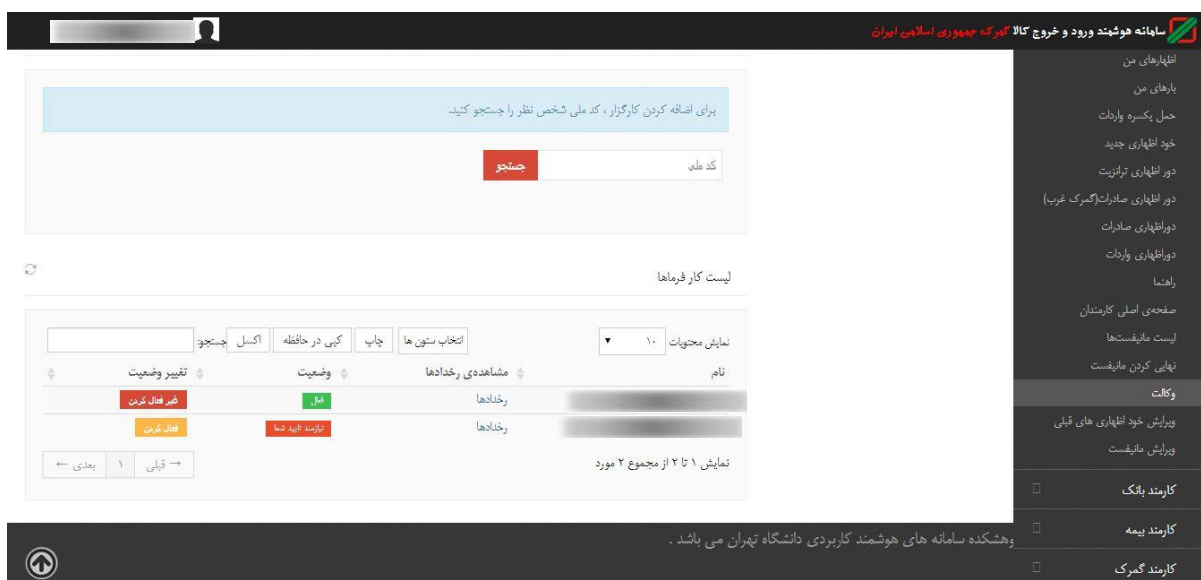 سامانه هوشمند ورود و خروج کالا گمرک جمهوری اسلامی ایران
اظهارهای من
بارهای من
حمل یکسره واردات
خود اظهاری جدید
دور اظهاری ترانزیت
دور اظهاری صادرات(گمرک غرب)
دوراظهاری صادرات
دوراظهاری واردات
راهنما
صفحه‌ی اصلی کارمندان
لیست مانیفست‌ها
نهایی کردن مانیفست
وکالت
ویرایش خود اظهاری های قبلی
ویرایش مانیفست
کارمند بانک
کارمند بیمه
کارمند گمرک
برای اضافه کردن کارگزار ، کد ملی شخص نظر را جستجو کنید.
کد ملی جستجو
لیست کار فرماها
نمایش محتویات ۱۰ انتخاب ستون ها چاپ کپی در حافظه اکسل جستجو:
نام مشاهده‌ی رخدادها وضعیت تغییر وضعیت
رخدادها فعال غیر فعال کردن
رخدادها نیازمند تایید شما فعال کردن
نمایش ۱ تا ۲ از مجموع ۲ مورد
→ قبلی ۱ بعدی ←
وهشکده سامانه های هوشمند کاربردی دانشگاه تهران می باشد .